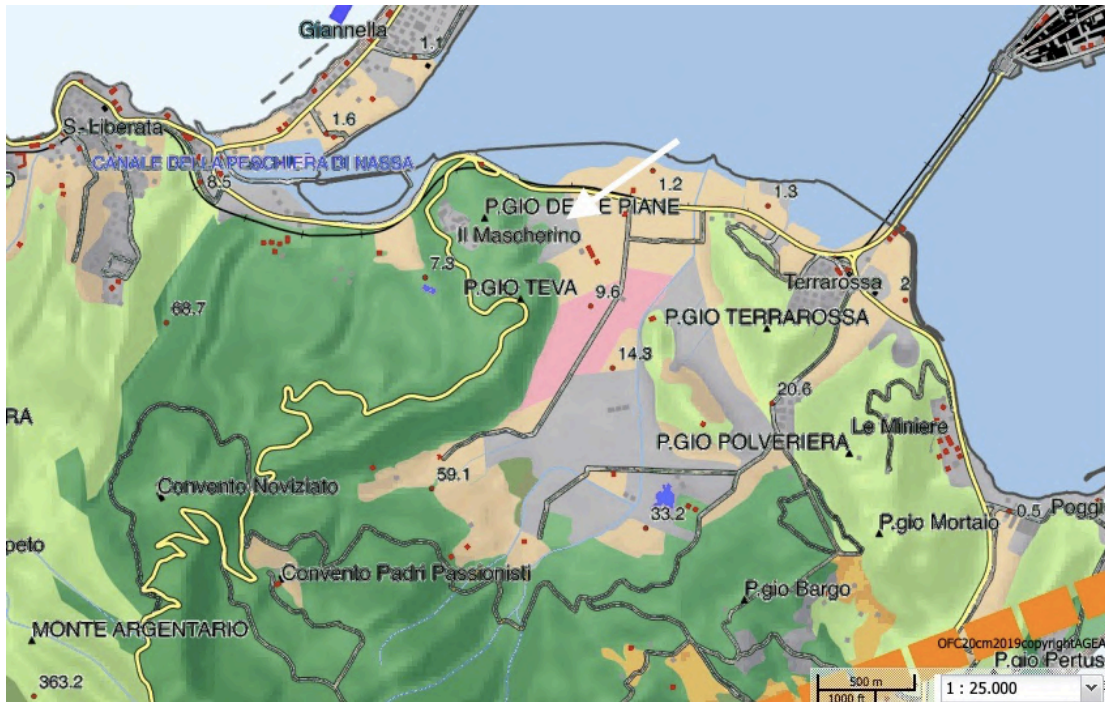 Giannella
1.1
S. Liberata
1.6
CANALE DELLA PESCHIERA DI NASSA
8.5
1.2
1.3
P.GIO DE E PIANE
Il Mascherino
7.3
P.GIO TEVA
9.6
Terrarossa
2
68.7
P.GIO TERRAROSSA
14.3
20.6
RA
Le Miniere
P.GIO POLVERIERA
59.1
Convento Noviziato
33.2
0.5
Poggi
P.gio Mortaio
peto
Convento Padri Passionisti
P.gio Bargo
MONTE ARGENTARIO
OFC20cm2019copyrightAGEA
P.gio Pertus
363.2
500 m
1000 ft
1 : 25.000